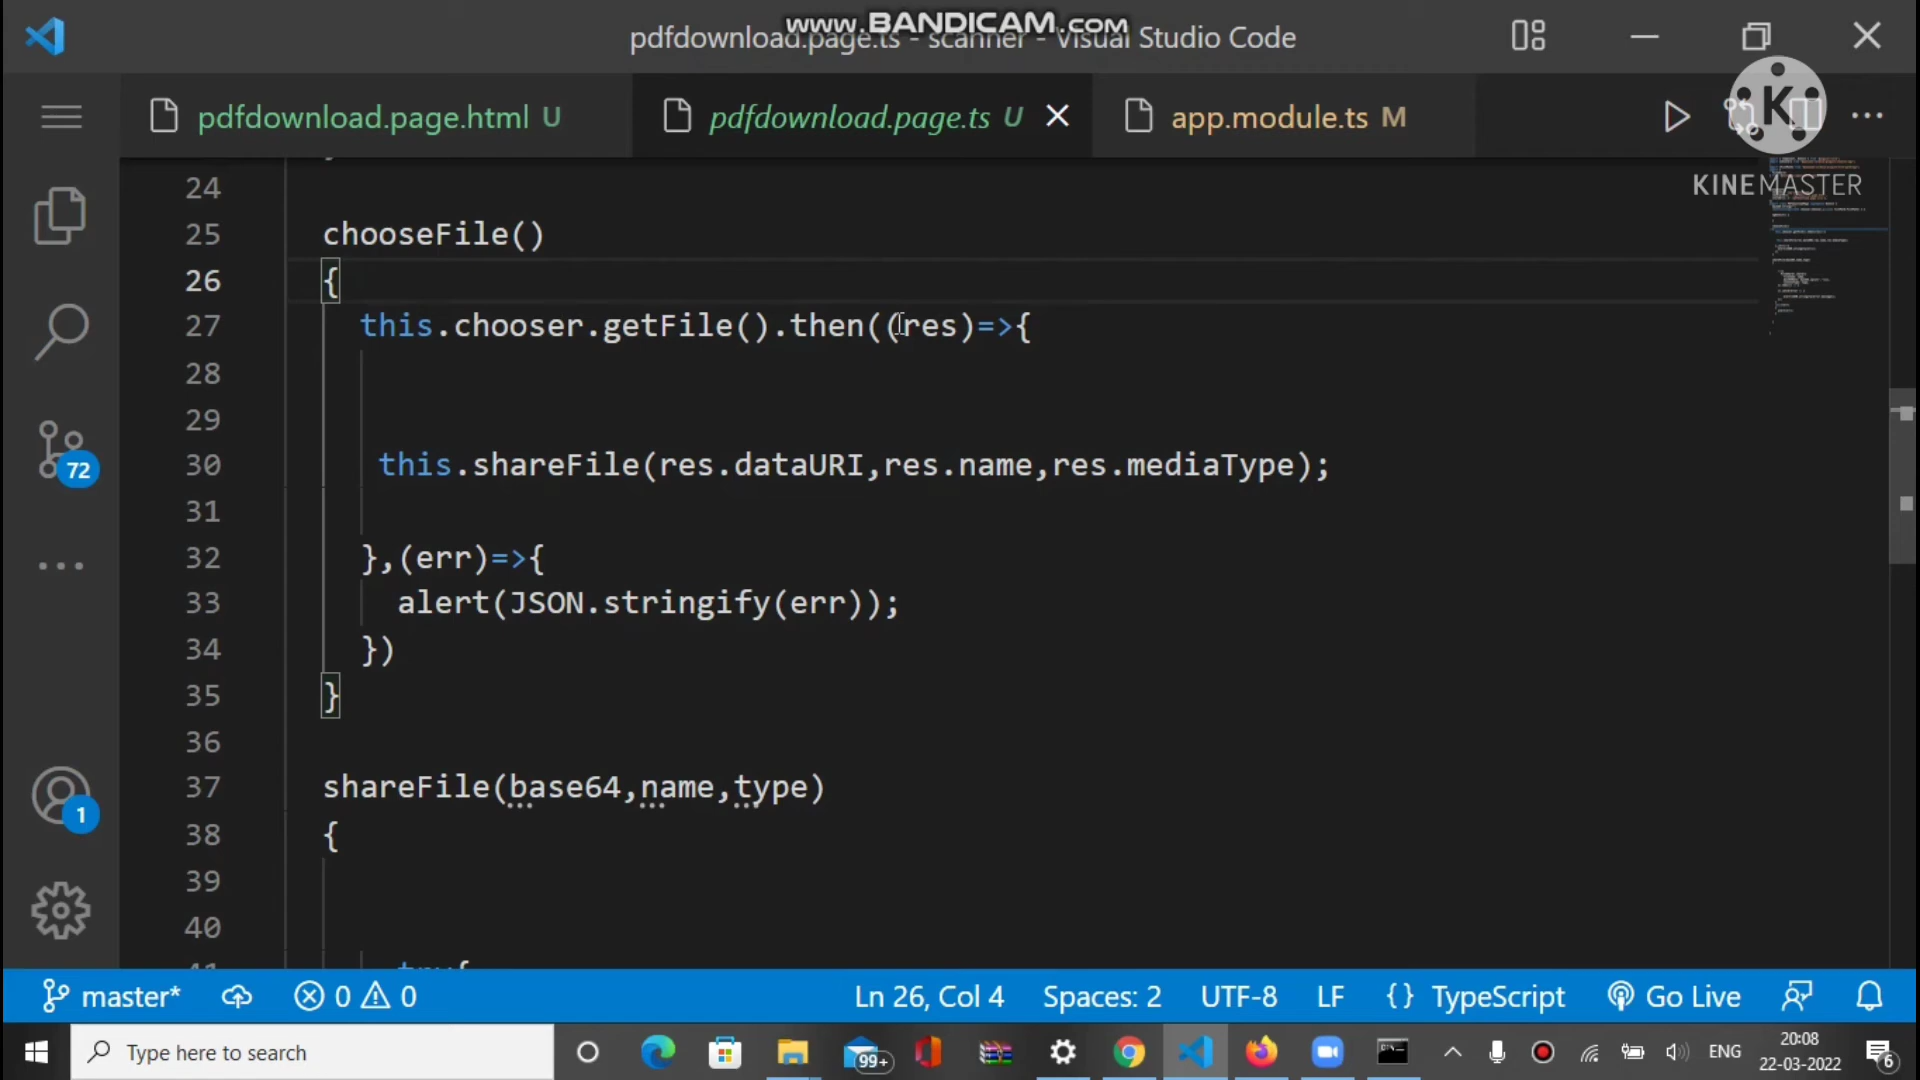 www.BANDICAM.com
pdfdownload.page.ts - scanner - Visual Studio Code
pdfdownload.page.html U
pdfdownload.page.ts U
app.module.ts M
K
KINEMASTER
24
25 chooseFile()
26 {
27 this.chooser.getFile().then((res)=>{
28
29
30 this.shareFile(res.dataURI,res.name,res.mediaType);
31
32 },(err)=>{
33 alert(JSON.stringify(err));
34 })
35 }
36
37 shareFile(base64,name,type)
38 {
39
40
41 try{
72
1
master* 0 0 Ln 26, Col 4 Spaces: 2 UTF-8 LF {} TypeScript Go Live
Type here to search 99+ ENG 20:08
22-03-2022 6